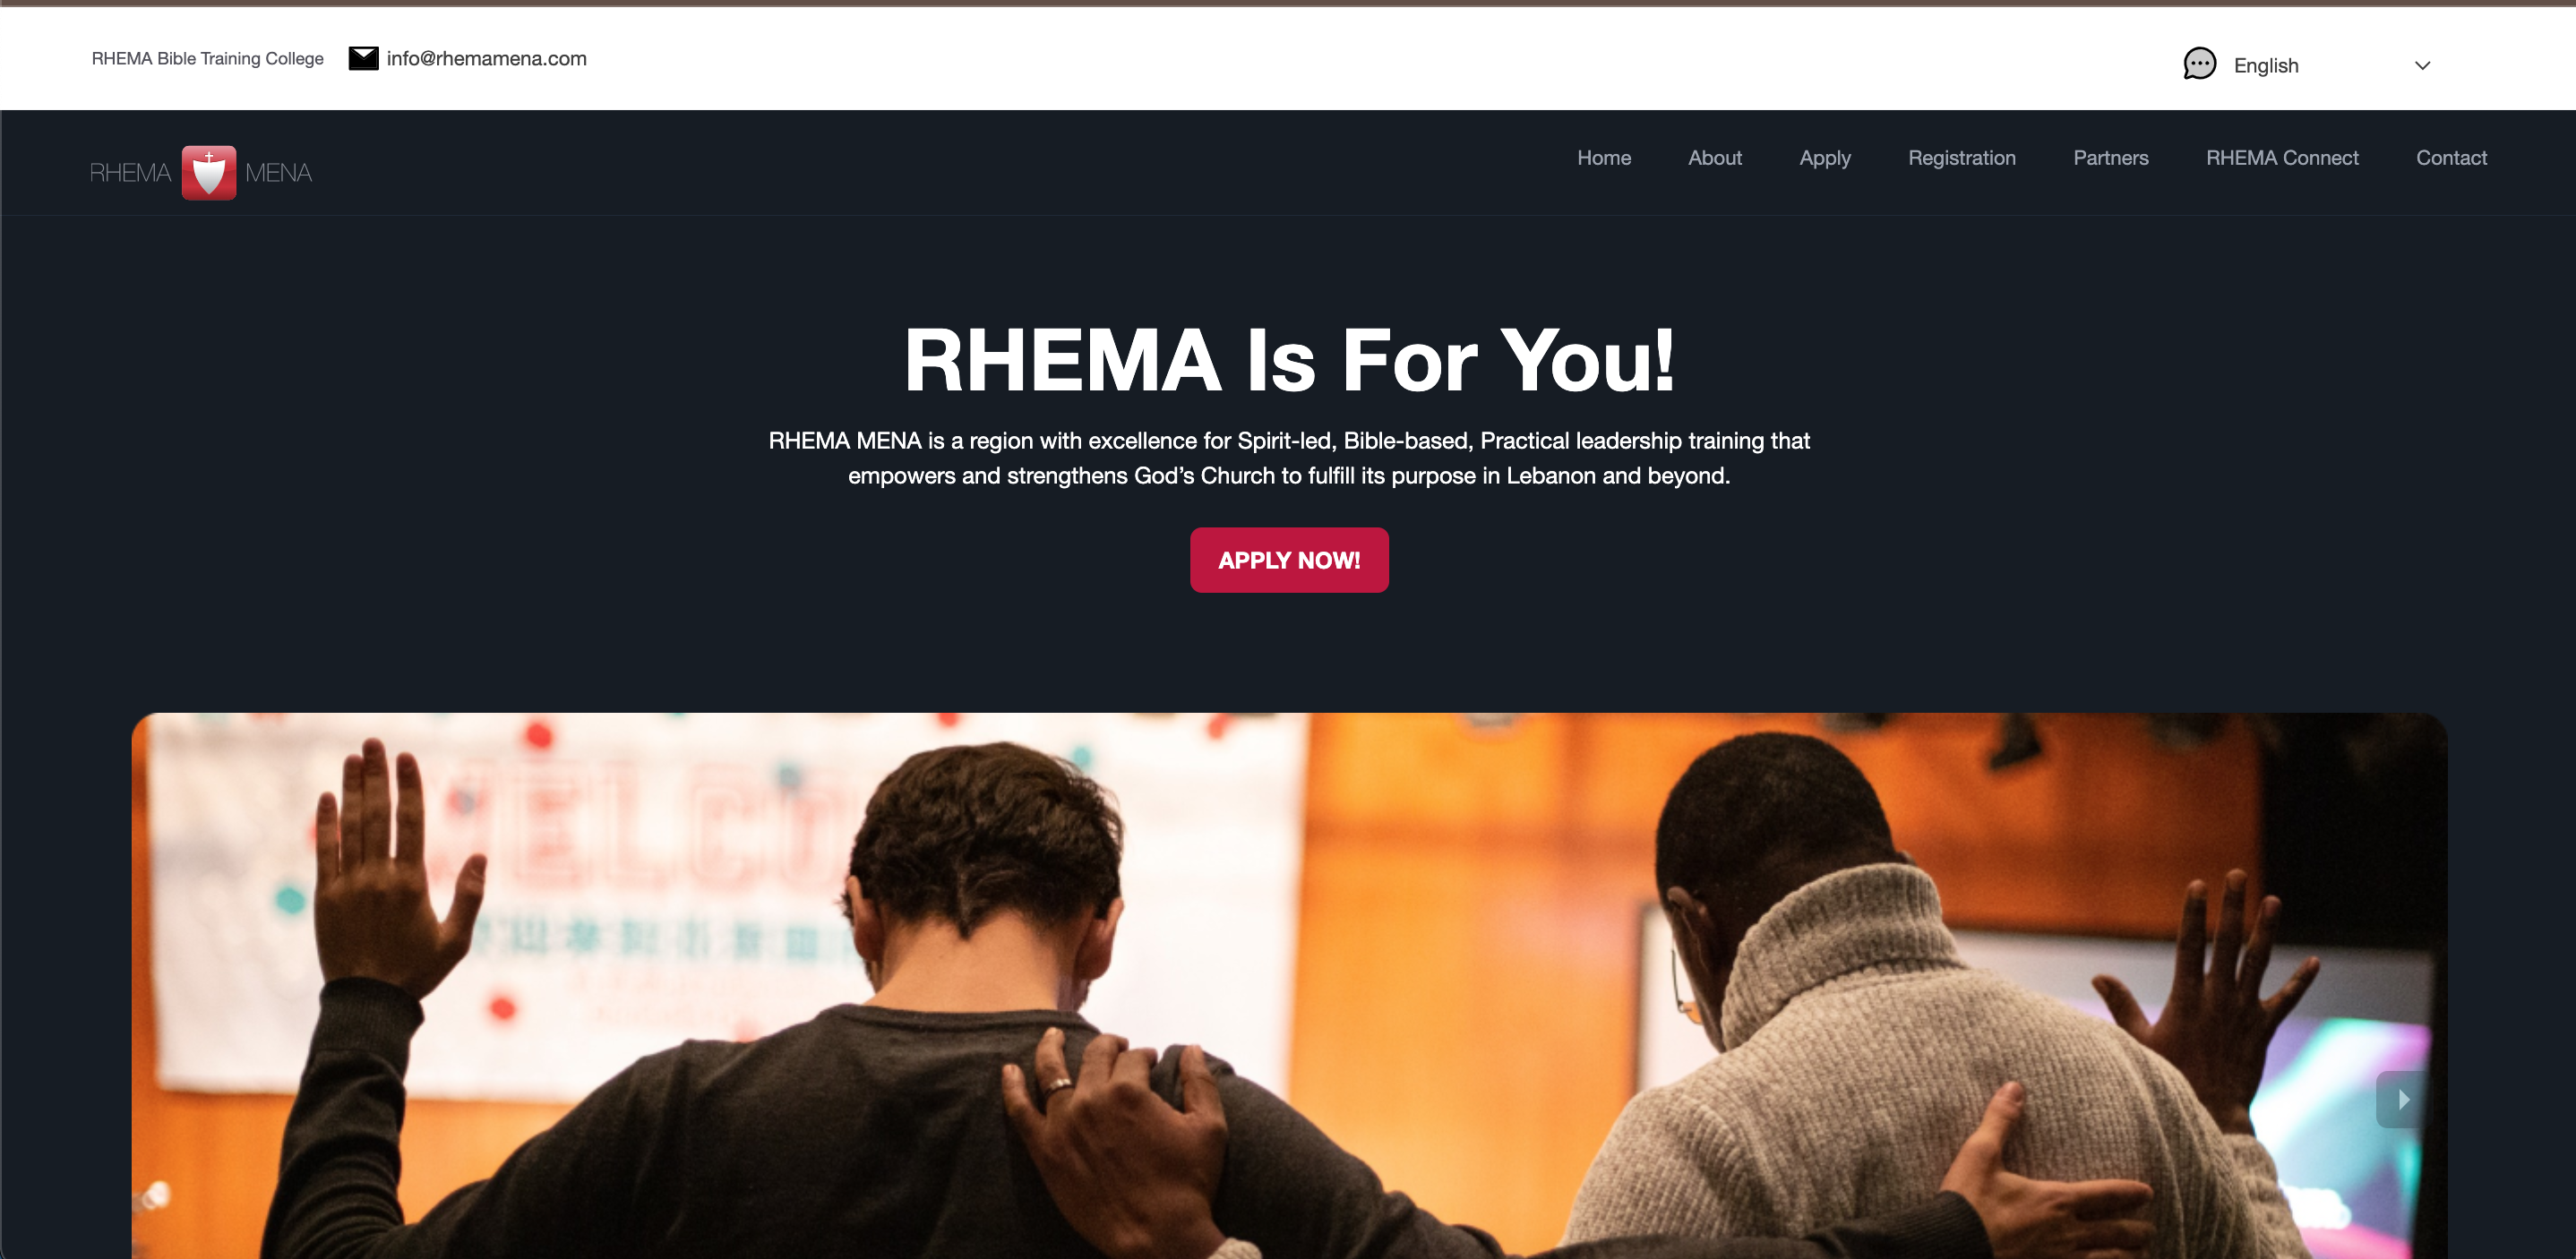 RHEMA Bible Training College
info@rhemamena.com
English
RHEMA MENA
Home
About
Apply
Registration
Partners
RHEMA Connect
Contact
RHEMA Is For You!
RHEMA MENA is a region with excellence for Spirit-led, Bible-based, Practical leadership training that
empowers and strengthens God’s Church to fulfill its purpose in Lebanon and beyond.
APPLY NOW!